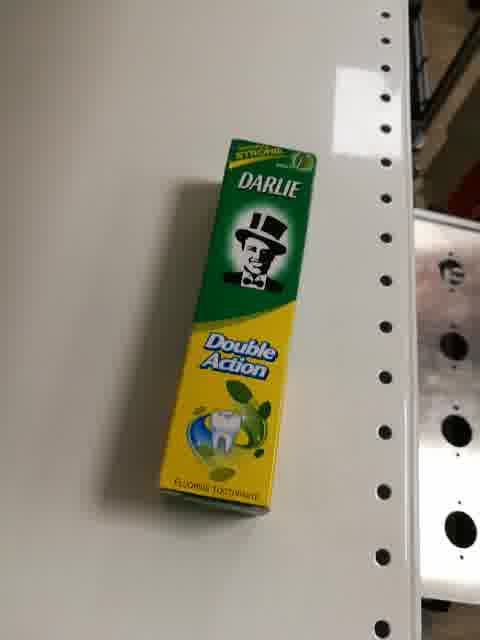 STRONG
DARLIE
Double
Action
FLUORIDE TOOTHPASTE